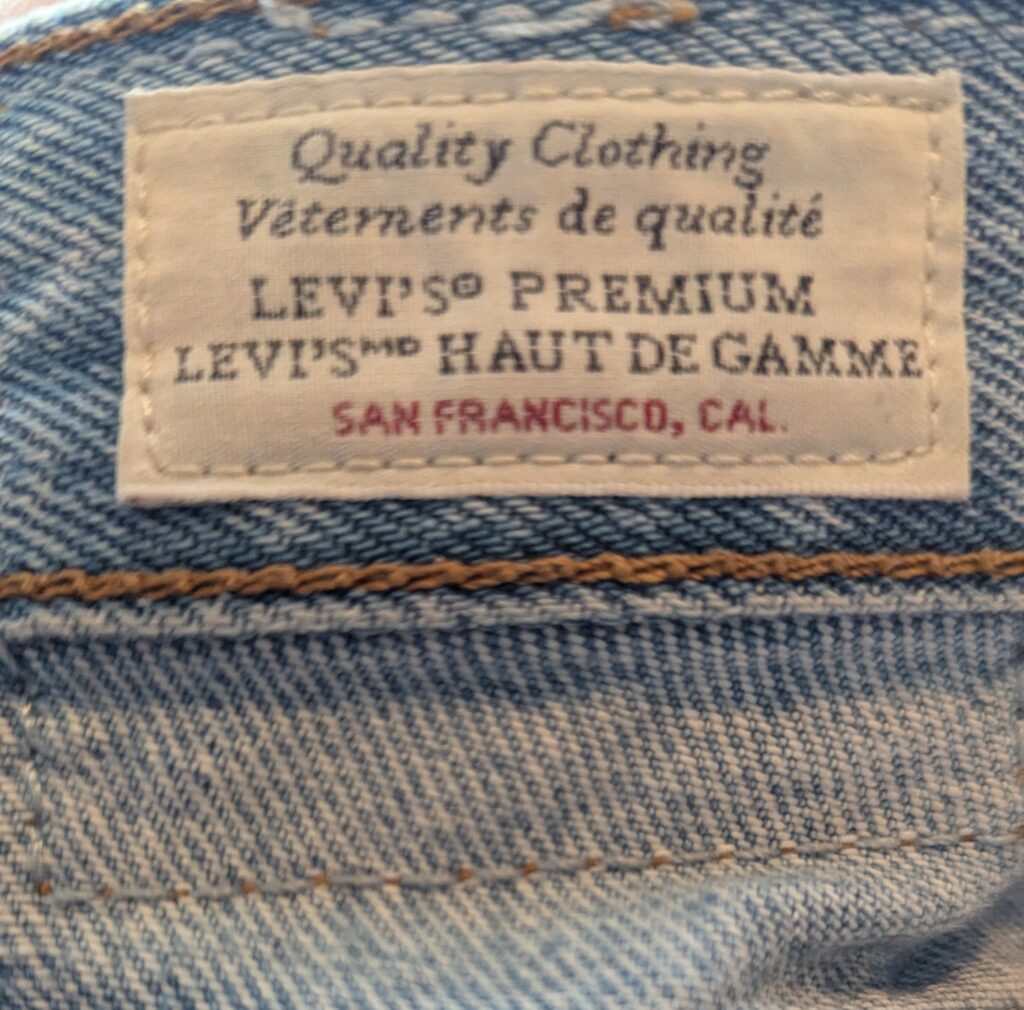 Quality Clothing
Vêtements de qualité
LEVI'S® PREMIUM
LEVI'Sᴹᴰ HAUT DE GAMME
SAN FRANCISCO, CAL.